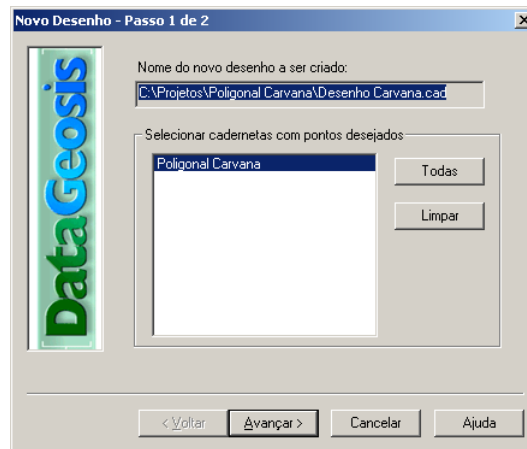 Novo Desenho - Passo 1 de 2
DataGeosis
Nome do novo desenho a ser criado:
C:\Projetos\Poligonal Carvana\Desenho Carvana.cad
Selecionar cadernetas com pontos desejados
Poligonal Carvana
Todas
Limpar
< Voltar
Avançar >
Cancelar
Ajuda